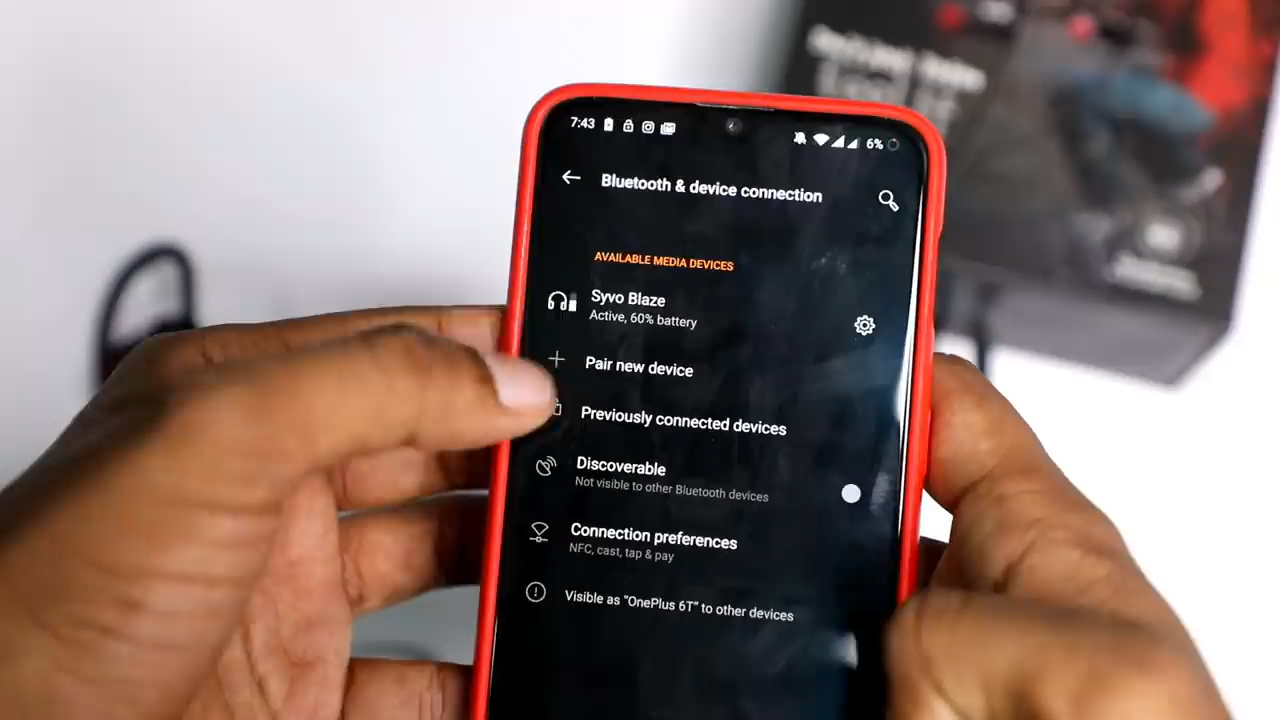 7:43
6%
Bluetooth & device connection
AVAILABLE MEDIA DEVICES
Syvo Blaze
Active, 60% battery
Pair new device
Previously connected devices
Discoverable
Not visible to other Bluetooth devices
Connection preferences
NFC, cast, tap & pay
Visible as "OnePlus 6T" to other devices